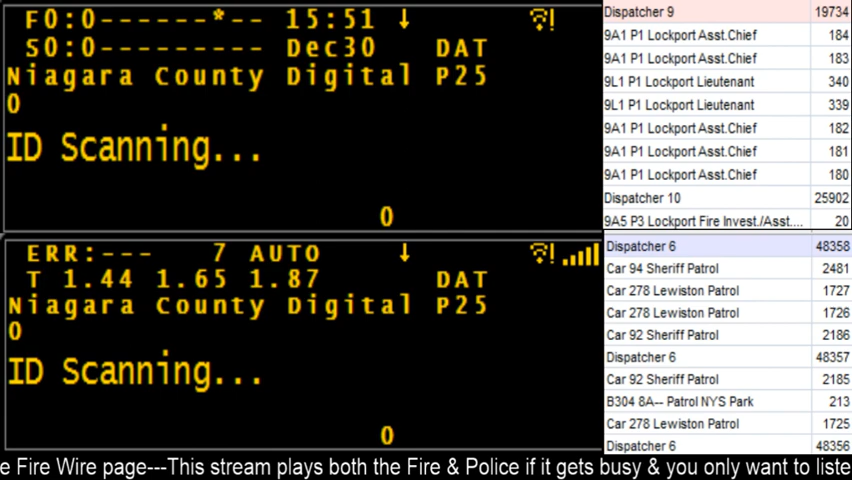 F0:0------*-- 15:51 ↓
S0:0--------- Dec30 DAT
Niagara County Digital P25
0
ID Scanning...
0
Dispatcher 9 19734
9A1 P1 Lockport Asst.Chief 184
9A1 P1 Lockport Asst.Chief 183
9L1 P1 Lockport Lieutenant 340
9L1 P1 Lockport Lieutenant 339
9A1 P1 Lockport Asst.Chief 182
9A1 P1 Lockport Asst.Chief 181
9A1 P1 Lockport Asst.Chief 180
Dispatcher 10 25902
9A5 P3 Lockport Fire Invest./Asst.... 20
ERR:--- 7 AUTO ↓
T 1.44 1.65 1.87 DAT
Niagara County Digital P25
0
ID Scanning...
0
Dispatcher 6 48358
Car 94 Sheriff Patrol 2481
Car 278 Lewiston Patrol 1727
Car 278 Lewiston Patrol 1726
Car 92 Sheriff Patrol 2186
Dispatcher 6 48357
Car 92 Sheriff Patrol 2185
B304 8A-- Patrol NYS Park 213
Car 278 Lewiston Patrol 1725
Dispatcher 6 48356
e Fire Wire page---This stream plays both the Fire & Police if it gets busy & you only want to liste